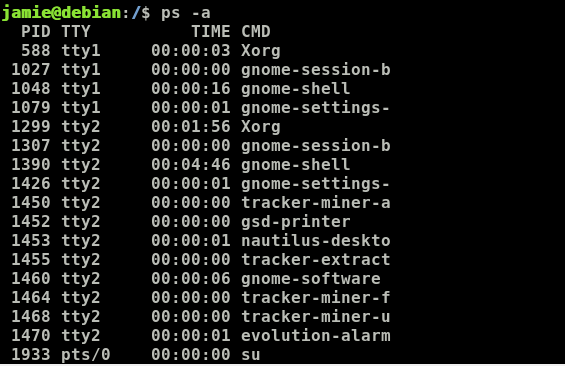 jamie@debian:/$ ps -a
PID TTY TIME CMD
588 tty1 00:00:03 Xorg
1027 tty1 00:00:00 gnome-session-b
1048 tty1 00:00:16 gnome-shell
1079 tty1 00:00:01 gnome-settings-
1299 tty2 00:01:56 Xorg
1307 tty2 00:00:00 gnome-session-b
1390 tty2 00:04:46 gnome-shell
1426 tty2 00:00:01 gnome-settings-
1450 tty2 00:00:00 tracker-miner-a
1452 tty2 00:00:00 gsd-printer
1453 tty2 00:00:01 nautilus-deskto
1455 tty2 00:00:00 tracker-extract
1460 tty2 00:00:06 gnome-software
1464 tty2 00:00:00 tracker-miner-f
1468 tty2 00:00:00 tracker-miner-u
1470 tty2 00:00:01 evolution-alarm
1933 pts/0 00:00:00 su